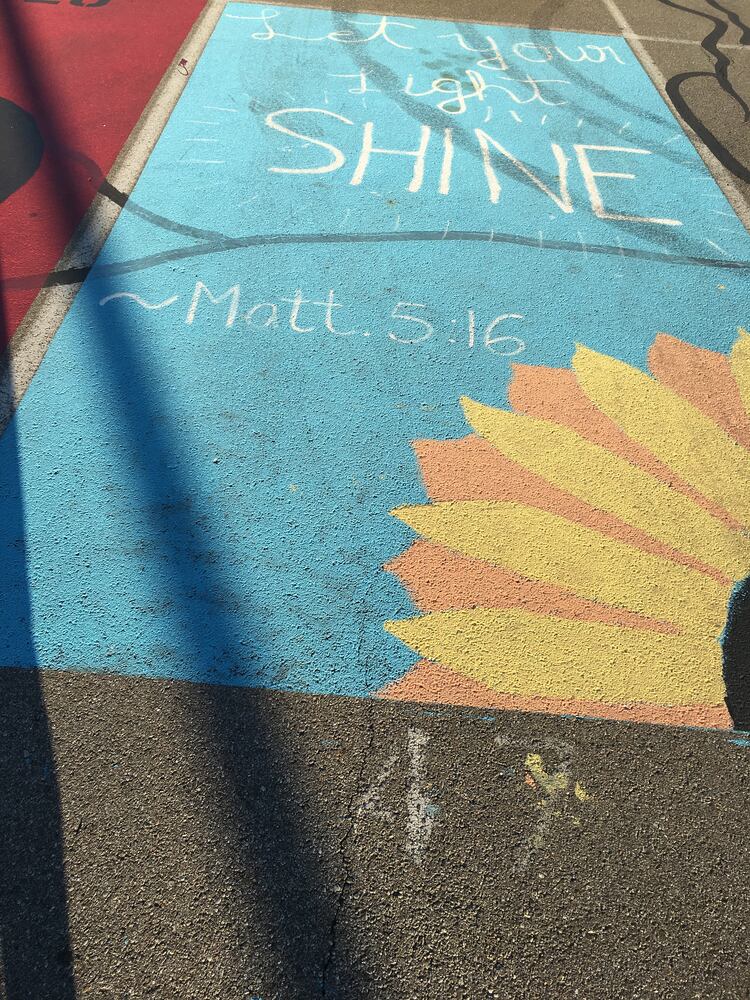 Let your
Light
SHINE
~Matt. 5:16
47